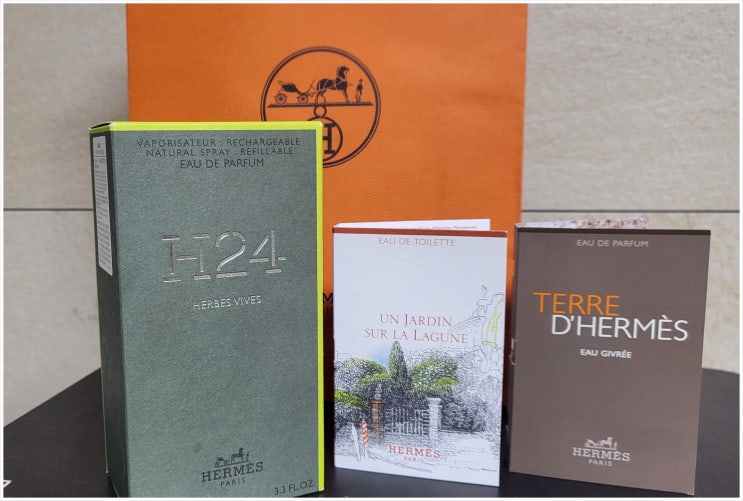 VAPORISATEUR . RECHARGEABLE
NATURAL SPRAY . REFILLABLE
EAU DE PARFUM
H24
HERBES VIVES
HERMÈS
PARIS
3.3 FL.OZ
EAU DE TOILETTE
UN JARDIN
SUR LA LAGUNE
HERMÈS
PARIS
EAU DE PARFUM
TERRE
D'HERMÈS
EAU GIVRÉE
HERMÈS
PARIS